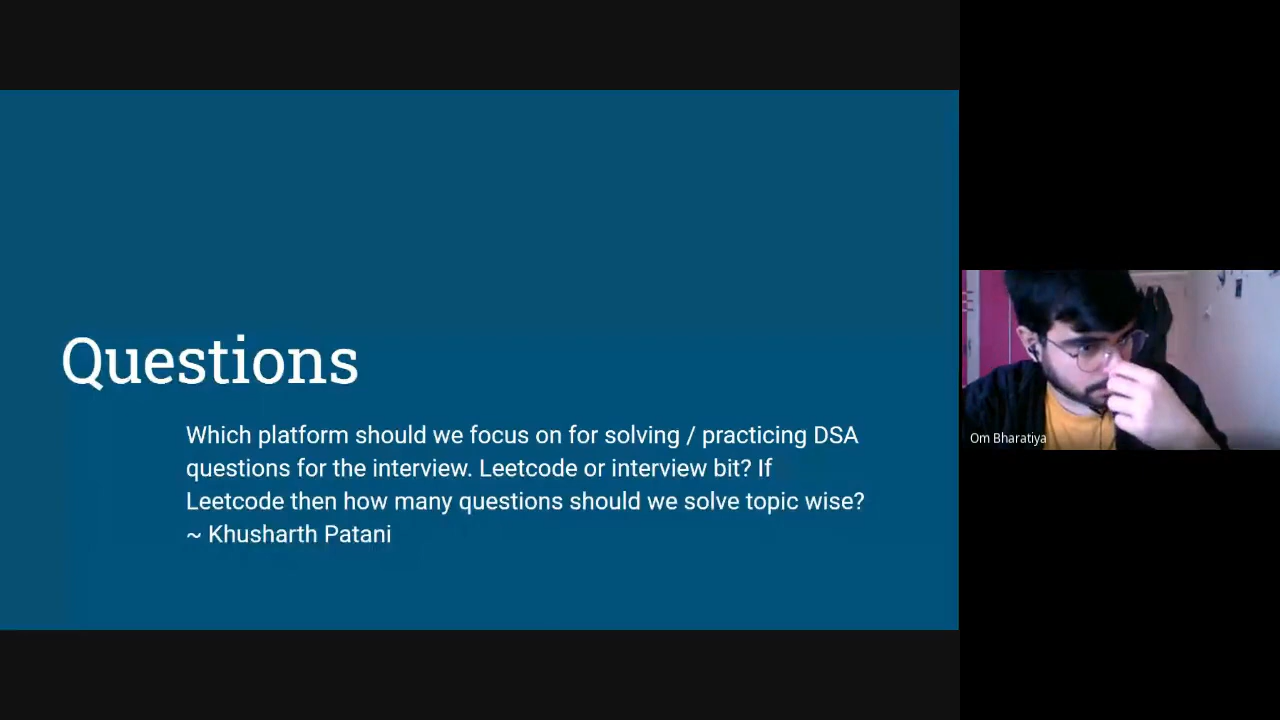 Questions
Which platform should we focus on for solving / practicing DSA
questions for the interview. Leetcode or interview bit? If
Leetcode then how many questions should we solve topic wise?
~ Khusharth Patani
Om Bharatiya